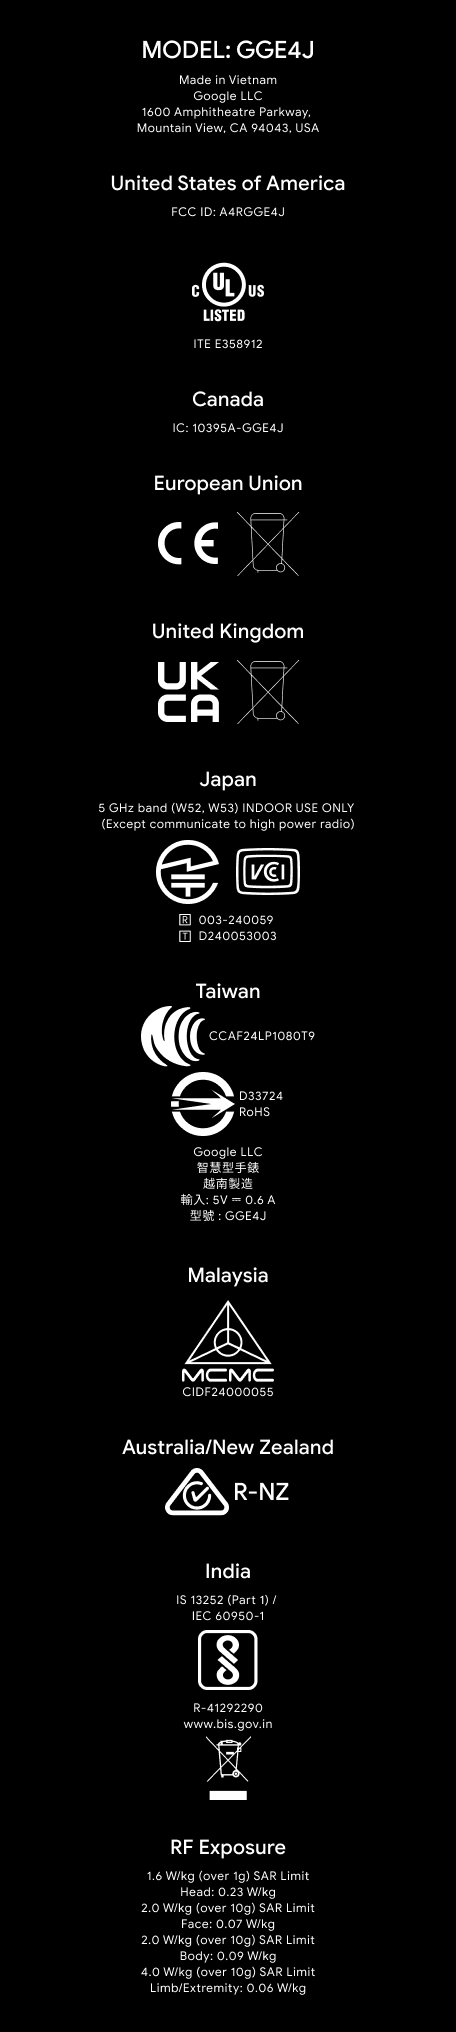 MODEL: GGE4J
Made in Vietnam
Google LLC
1600 Amphitheatre Parkway,
Mountain View, CA 94043, USA
United States of America
FCC ID: A4RGGE4J
C UL US
LISTED
ITE E358912
Canada
IC: 10395A-GGE4J
European Union
CE
United Kingdom
UK
CA
Japan
5 GHz band (W52, W53) INDOOR USE ONLY
(Except communicate to high power radio)
VCCI
R 003-240059
T D240053003
Taiwan
CCAF24LP1080T9
D33724
RoHS
Google LLC
智慧型手錶
越南製造
輸入: 5V ⎓ 0.6 A
型號 : GGE4J
Malaysia
MCMC
CIDF24000055
Australia/New Zealand
R-NZ
India
IS 13252 (Part 1) /
IEC 60950-1
R-41292290
www.bis.gov.in
RF Exposure
1.6 W/kg (over 1g) SAR Limit
Head: 0.23 W/kg
2.0 W/kg (over 10g) SAR Limit
Face: 0.07 W/kg
2.0 W/kg (over 10g) SAR Limit
Body: 0.09 W/kg
4.0 W/kg (over 10g) SAR Limit
Limb/Extremity: 0.06 W/kg